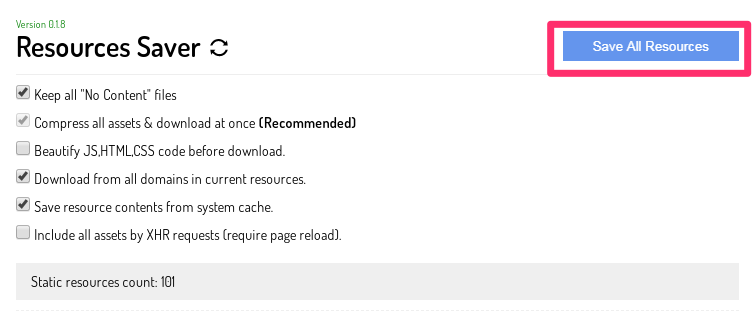 Version 0.1.8
Resources Saver
Save All Resources
Keep all "No Content" files
Compress all assets & download at once (Recommended)
Beautify JS,HTML,CSS code before download.
Download from all domains in current resources.
Save resource contents from system cache.
Include all assets by XHR requests (require page reload).
Static resources count: 101